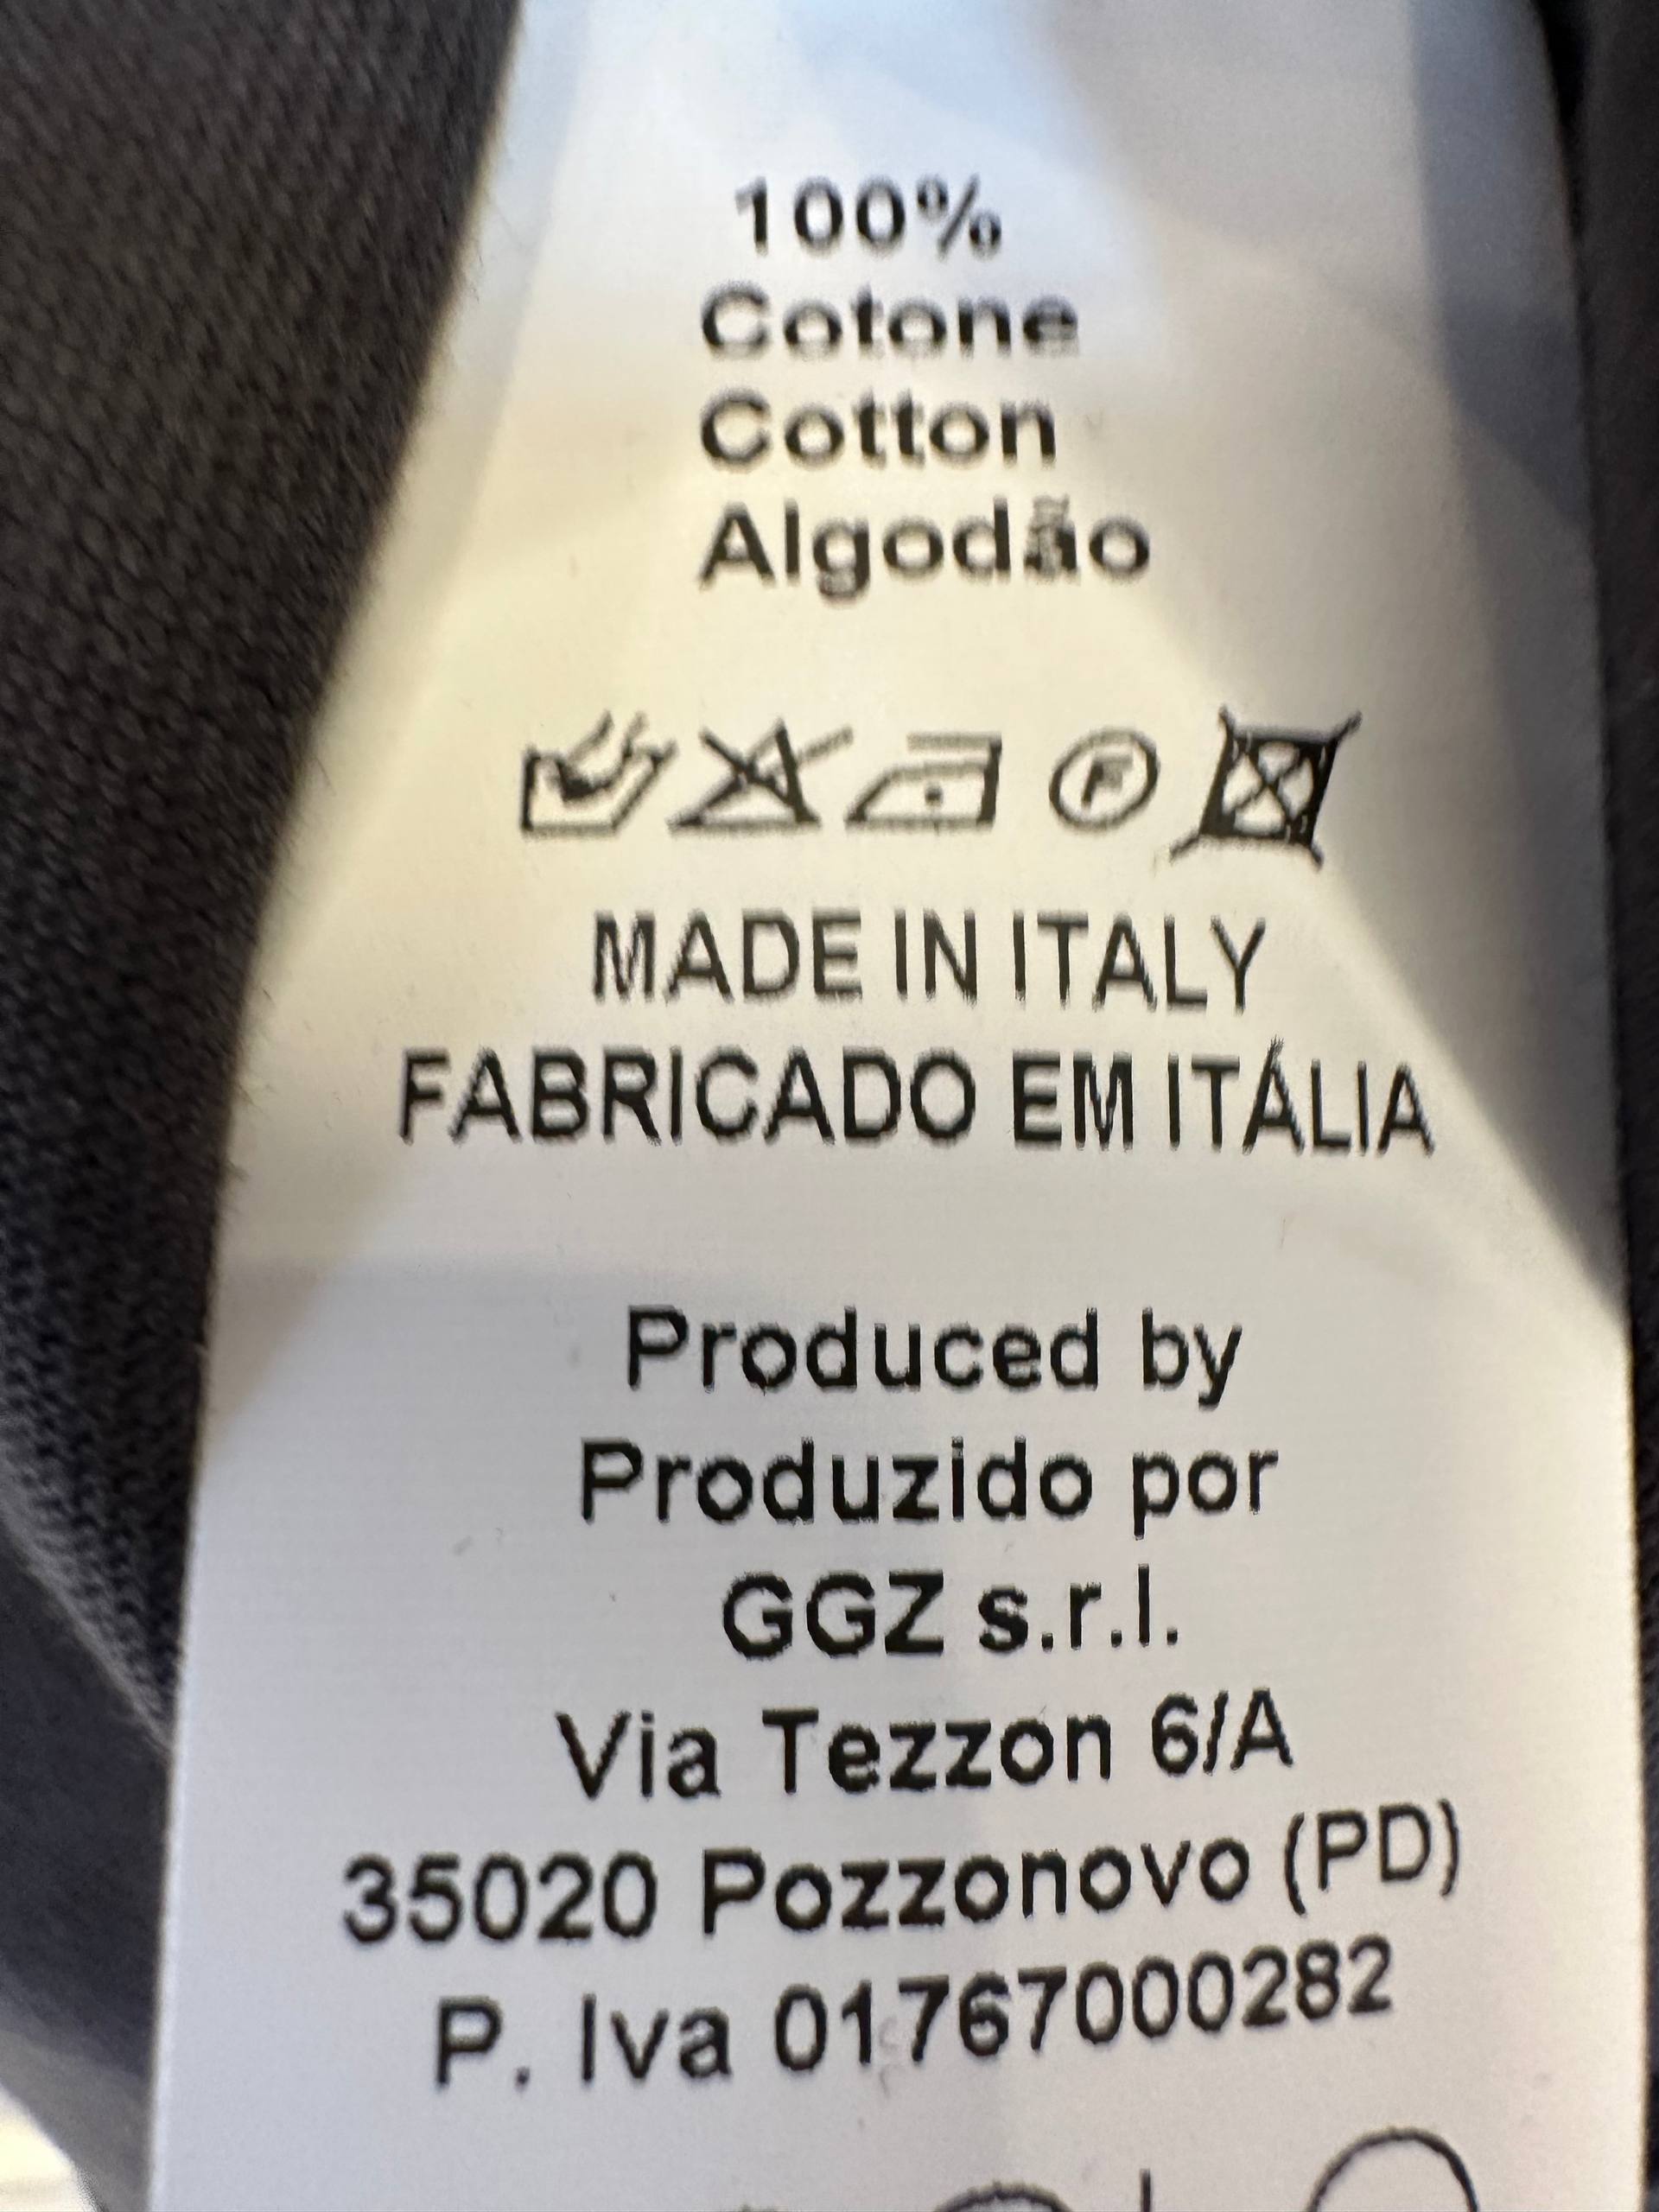 100%
Cotone
Cotton
Algodão
F
MADE IN ITALY
FABRICADO EM ITÁLIA
Produced by
Produzido por
GGZ s.r.l.
Via Tezzon 6/A
35020 Pozzonovo (PD)
P. Iva 01767000282